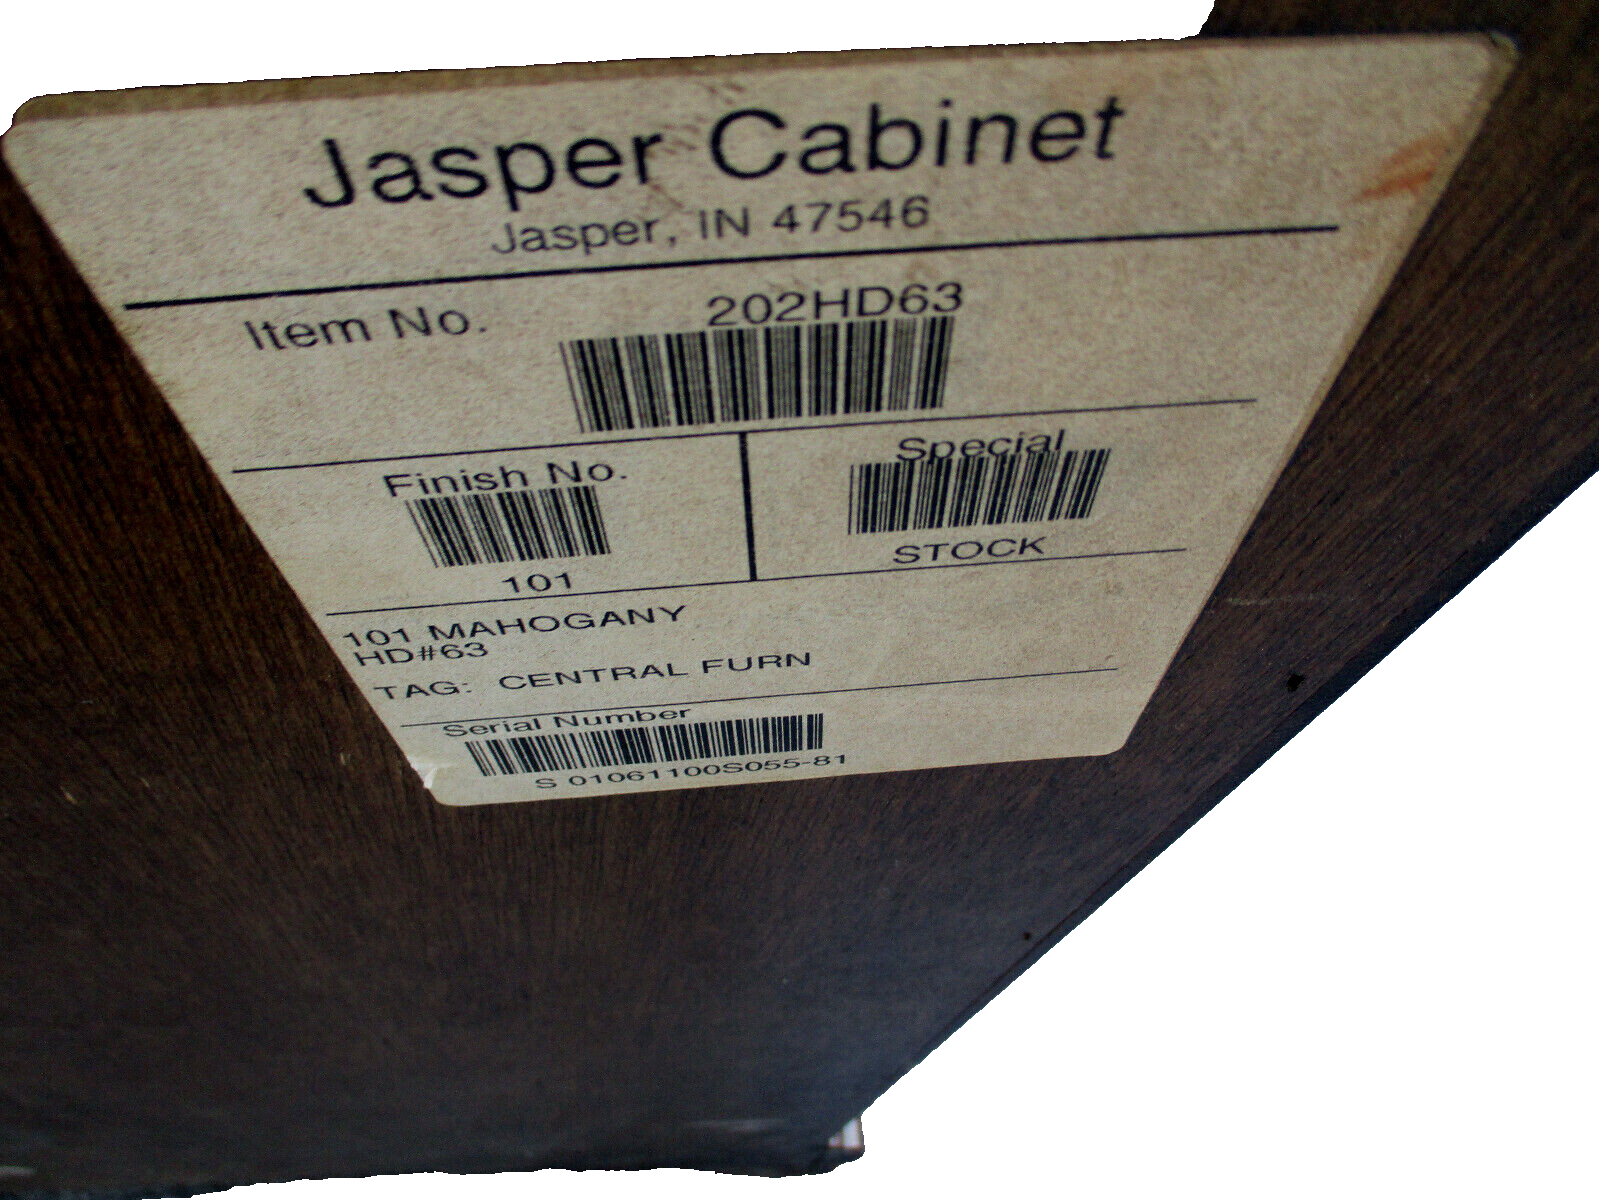 Jasper Cabinet
Jasper, IN 47546
Item No. 202HD63
Finish No.
101
Special
STOCK
101 MAHOGANY
HD#63
TAG: CENTRAL FURN
Serial Number
S 01061100S055-81